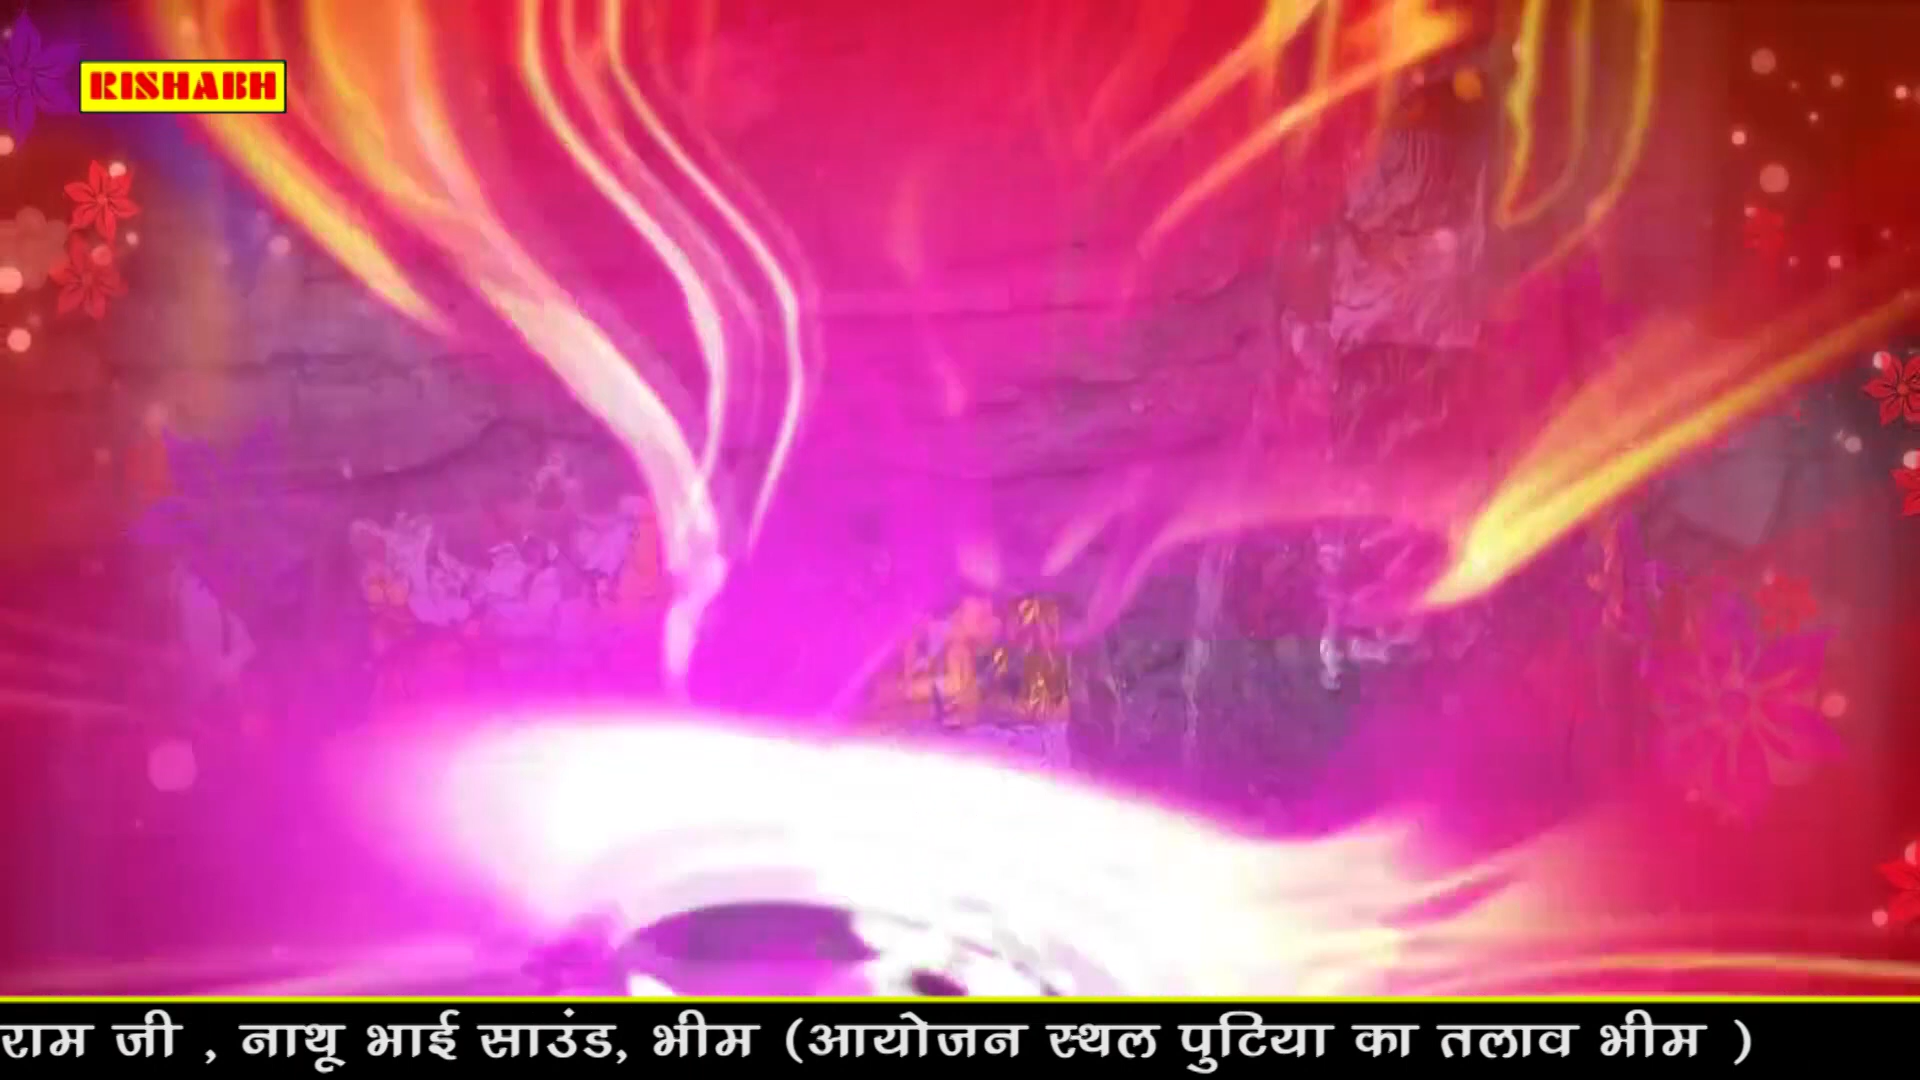 RISHABH
राम जी , नाथू भाई साउंड, भीम (आयोजन स्थल पुटिया का तलाव भीम )